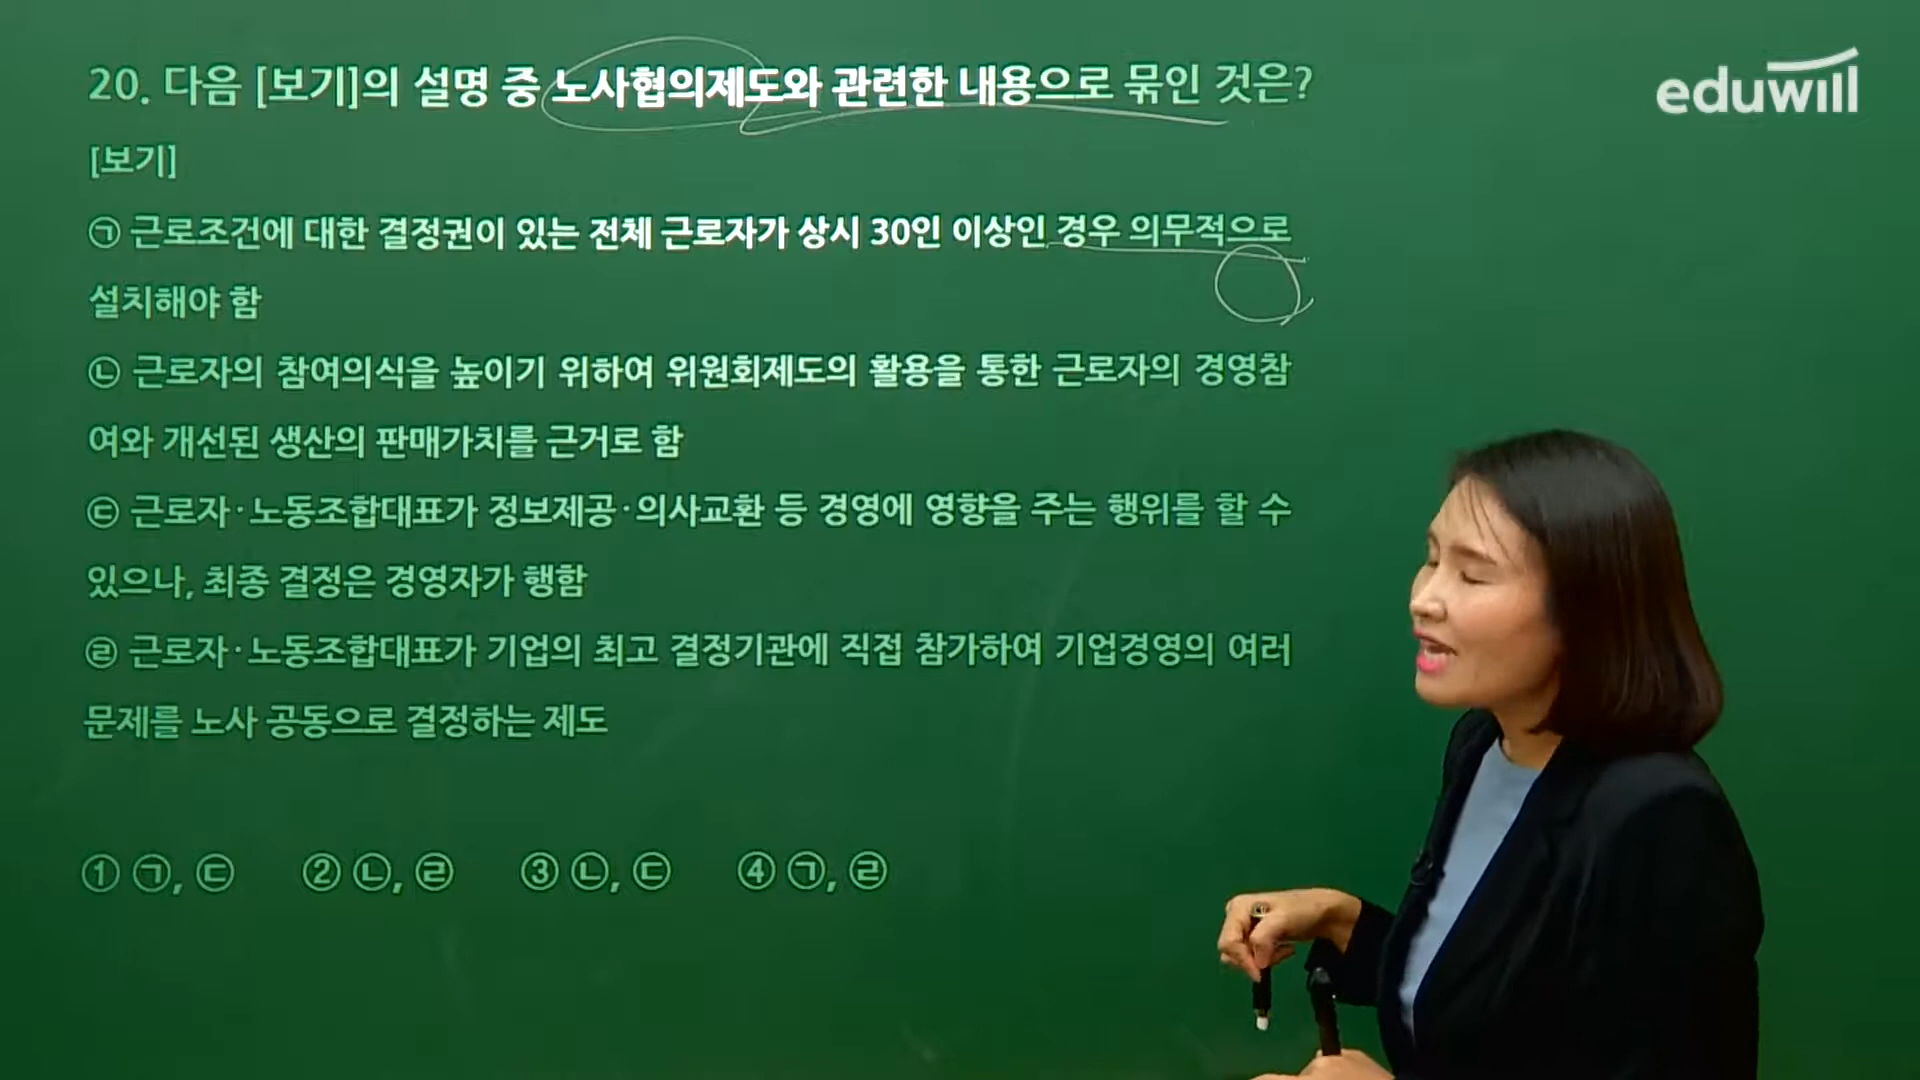 20. 다음 [보기]의 설명 중 노사협의제도와 관련한 내용으로 묶인 것은?
eduwill
[보기]
㉠ 근로조건에 대한 결정권이 있는 전체 근로자가 상시 30인 이상인 경우 의무적으로
설치해야 함
㉡ 근로자의 참여의식을 높이기 위하여 위원회제도의 활용을 통한 근로자의 경영참
여와 개선된 생산의 판매가치를 근거로 함
㉢ 근로자·노동조합대표가 정보제공·의사교환 등 경영에 영향을 주는 행위를 할 수
있으나, 최종 결정은 경영자가 행함
㉣ 근로자·노동조합대표가 기업의 최고 결정기관에 직접 참가하여 기업경영의 여러
문제를 노사 공동으로 결정하는 제도
① ㉠, ㉢ ② ㉡, ㉣ ③ ㉡, ㉢ ④ ㉠, ㉣